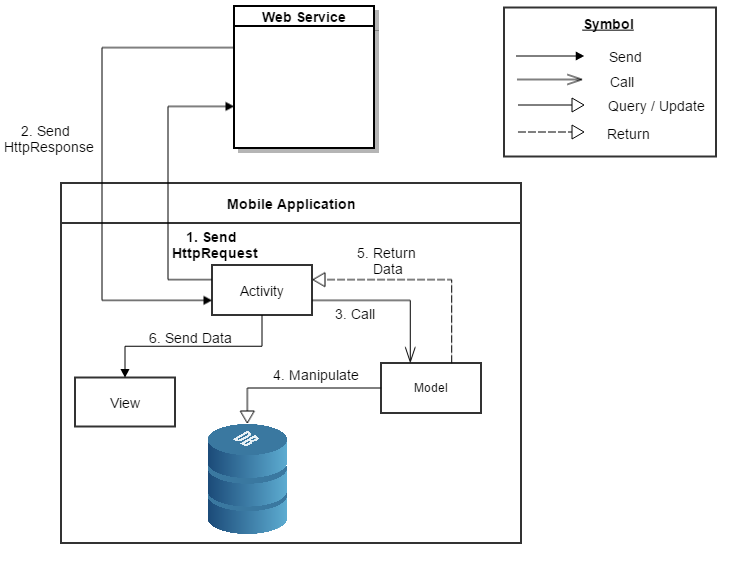 Web Service
Symbol
Send
Call
Query / Update
Return
2. Send
HttpResponse
Mobile Application
1. Send
HttpRequest
5. Return
Data
Activity
3. Call
6. Send Data
4. Manipulate
Model
View
DB